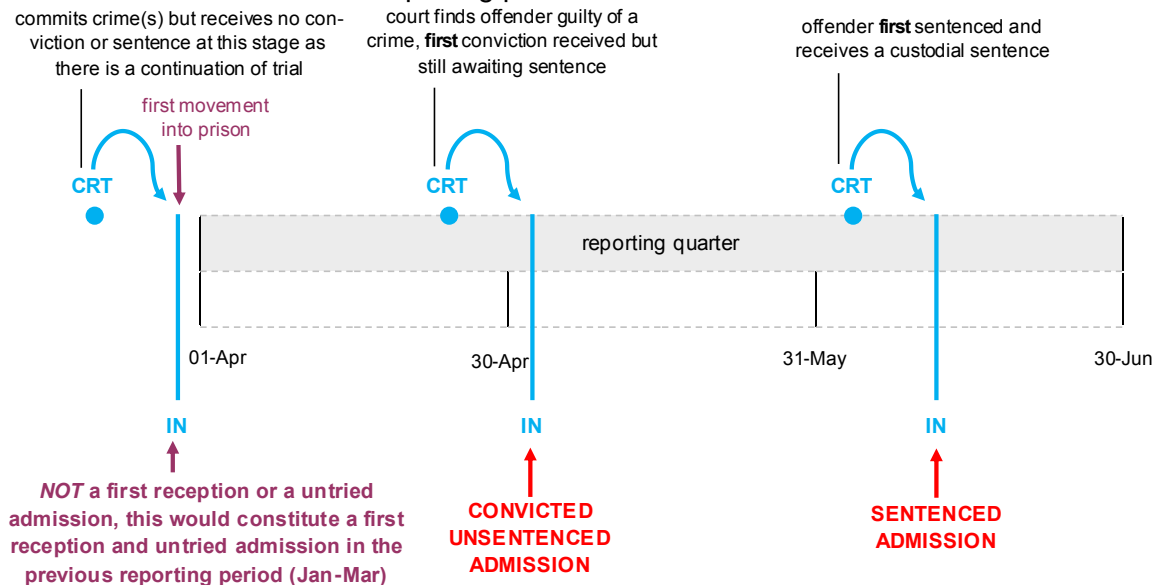 commits crime(s) but receives no con-
viction or sentence at this stage as
there is a continuation of trial
court finds offender guilty of a
crime, first conviction received but
still awaiting sentence
offender first sentenced and
receives a custodial sentence
first movement
into prison
CRT
CRT
CRT
reporting quarter
01-Apr
30-Apr
31-May
30-Jun
IN
IN
IN
NOT a first reception or a untried
admission, this would constitute a first
reception and untried admission in the
previous reporting period (Jan-Mar)
CONVICTED
UNSENTENCED
ADMISSION
SENTENCED
ADMISSION